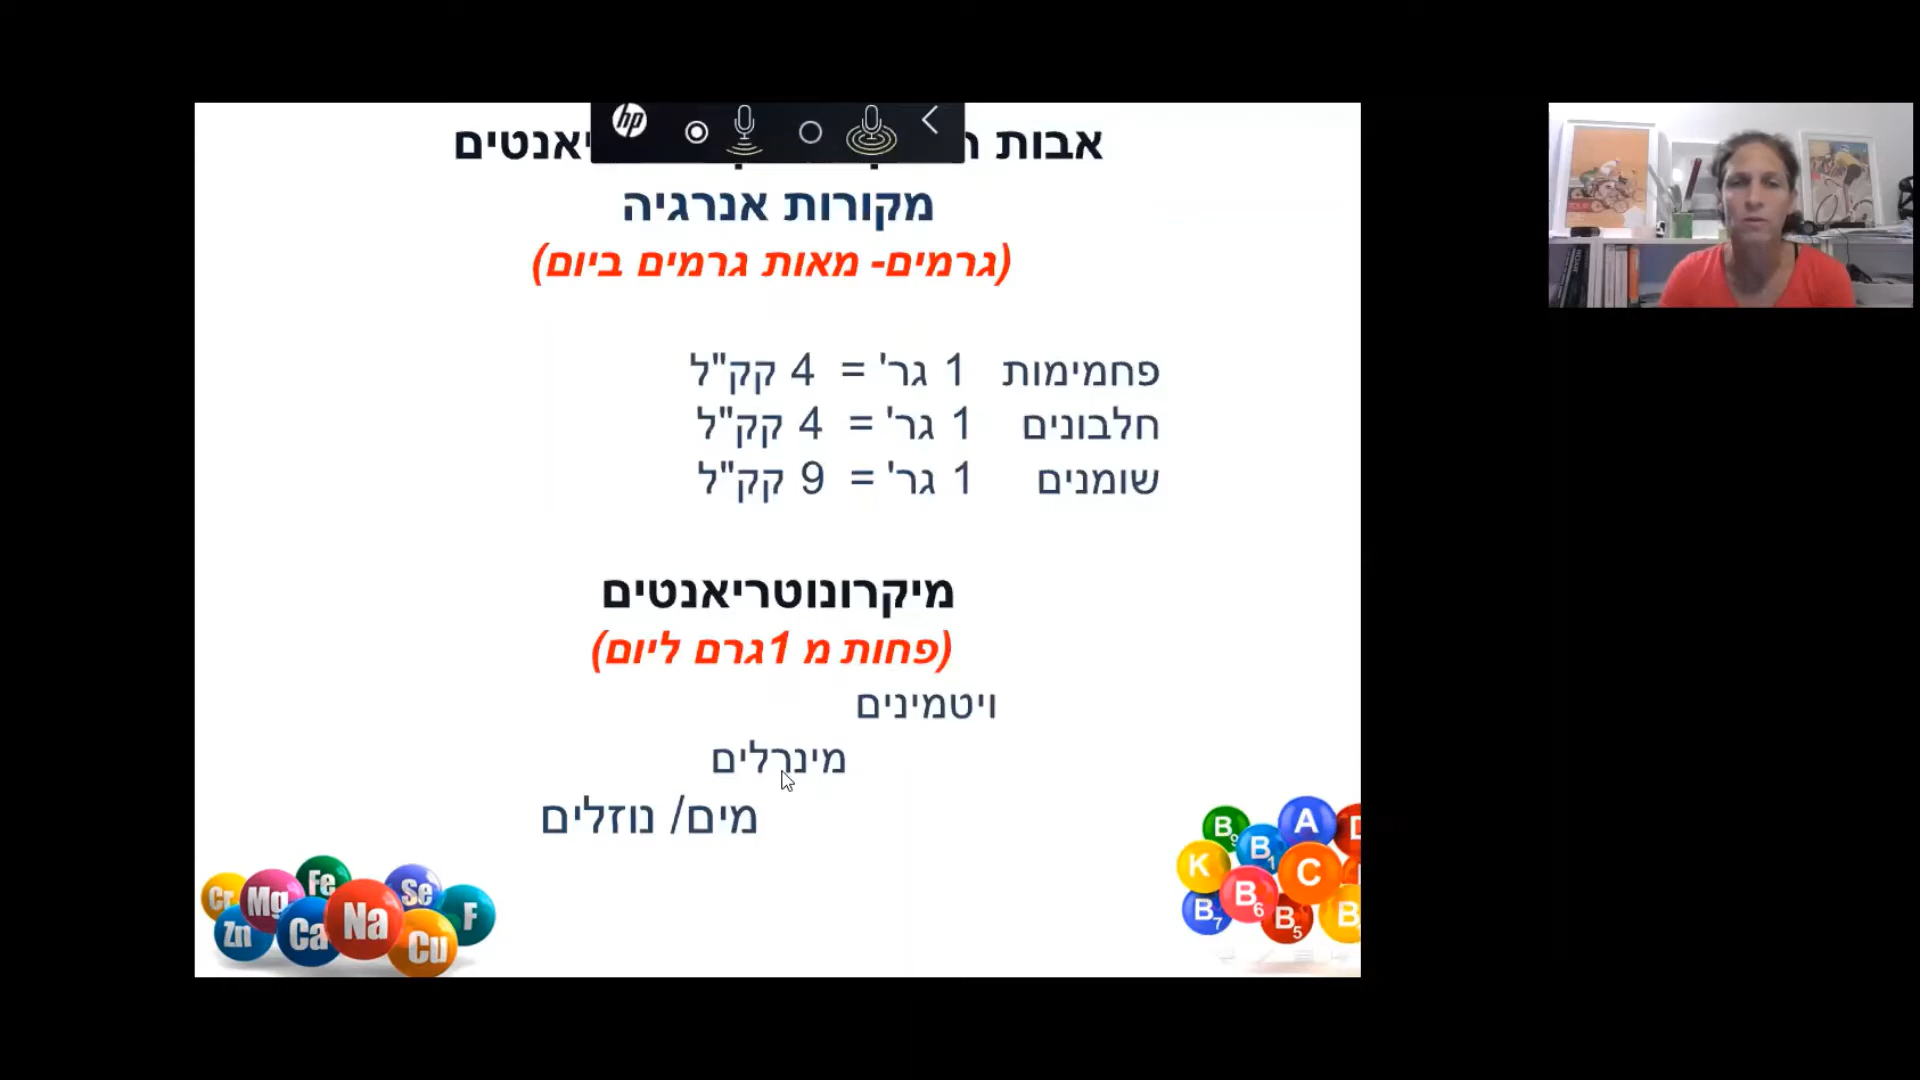 אבות
מקורות אנרגיה
(גרמים- מאות גרמים ביום)
פחמימות 1 גר' = 4 קק"ל
חלבונים 1 גר' = 4 קק"ל
שומנים 1 גר' = 9 קק"ל
מיקרונוטריאנטים
(פחות מ 1גרם ליום)
ויטמינים
מינרלים
מים/ נוזלים
hp
Cr Mg Fe Se F
Zn Ca Na Cu
B9 A D
K B1 C
B7 B6 B5 B